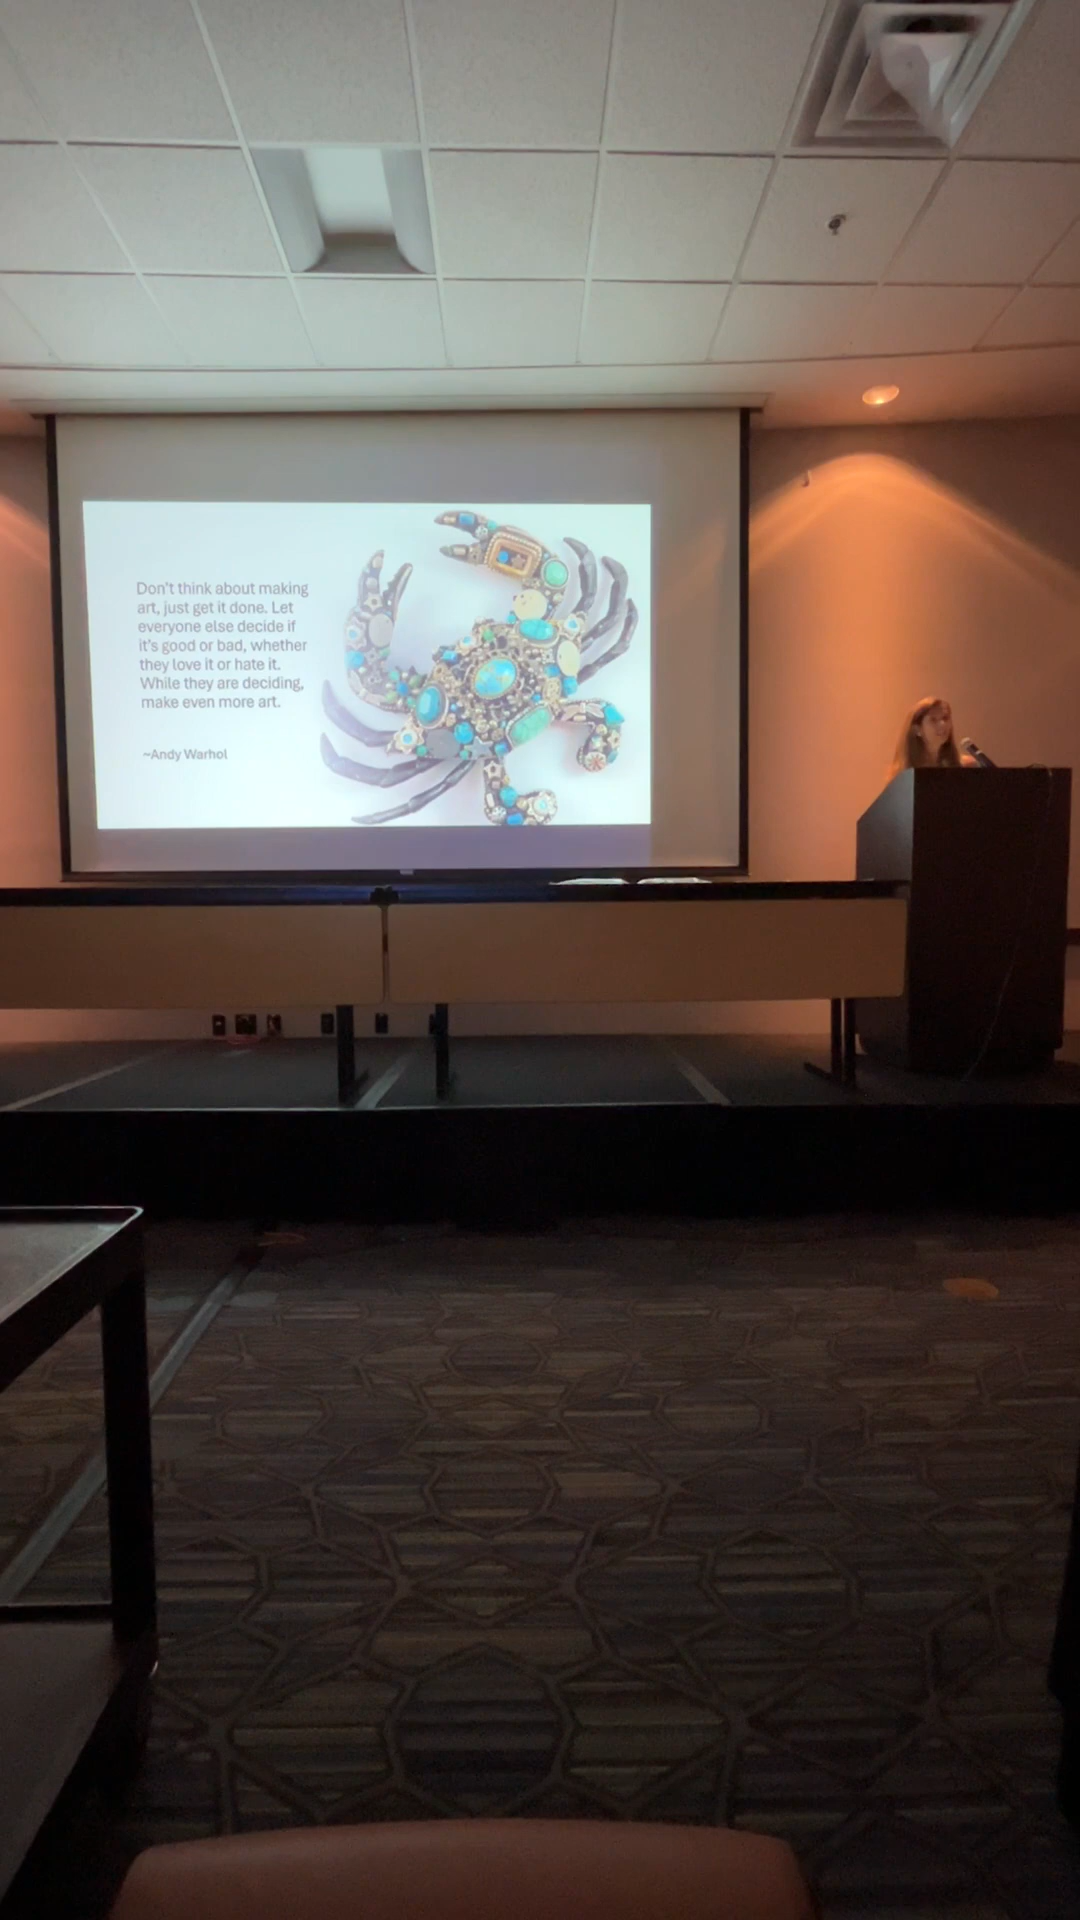 Don't think about making
art, just get it done. Let
everyone else decide if
it's good or bad, whether
they love it or hate it.
While they are deciding,
make even more art.
~Andy Warhol